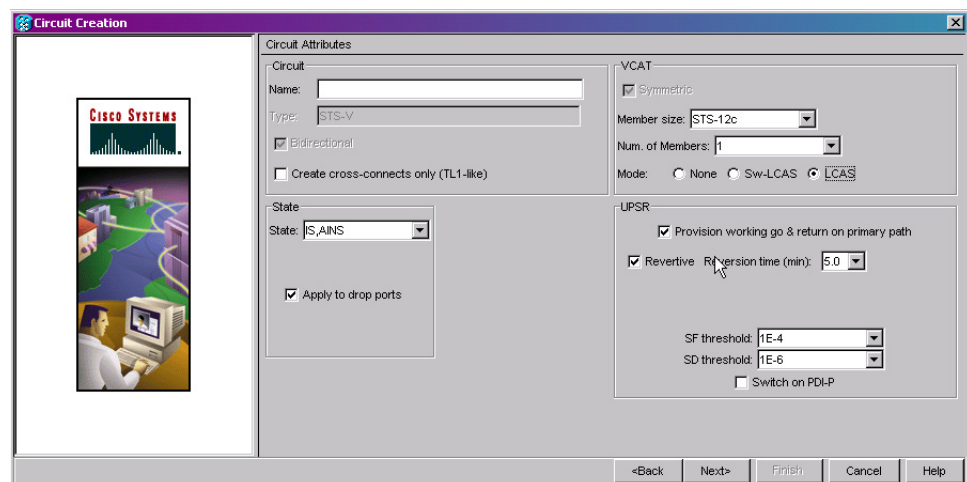 Circuit Creation
CISCO SYSTEMS
Circuit Attributes
Circuit
Name:
Type: STS-V
Bidirectional
Create cross-connects only (TL1-like)
State
State: IS,AINS
Apply to drop ports
VCAT
Symmetric
Member size: STS-12c
Num. of Members: 1
Mode: None Sw-LCAS LCAS
UPSR
Provision working go & return on primary path
Revertive Reversion time (min): 5.0
SF threshold: 1E-4
SD threshold: 1E-6
Switch on PDI-P
<Back Next> Finish Cancel Help